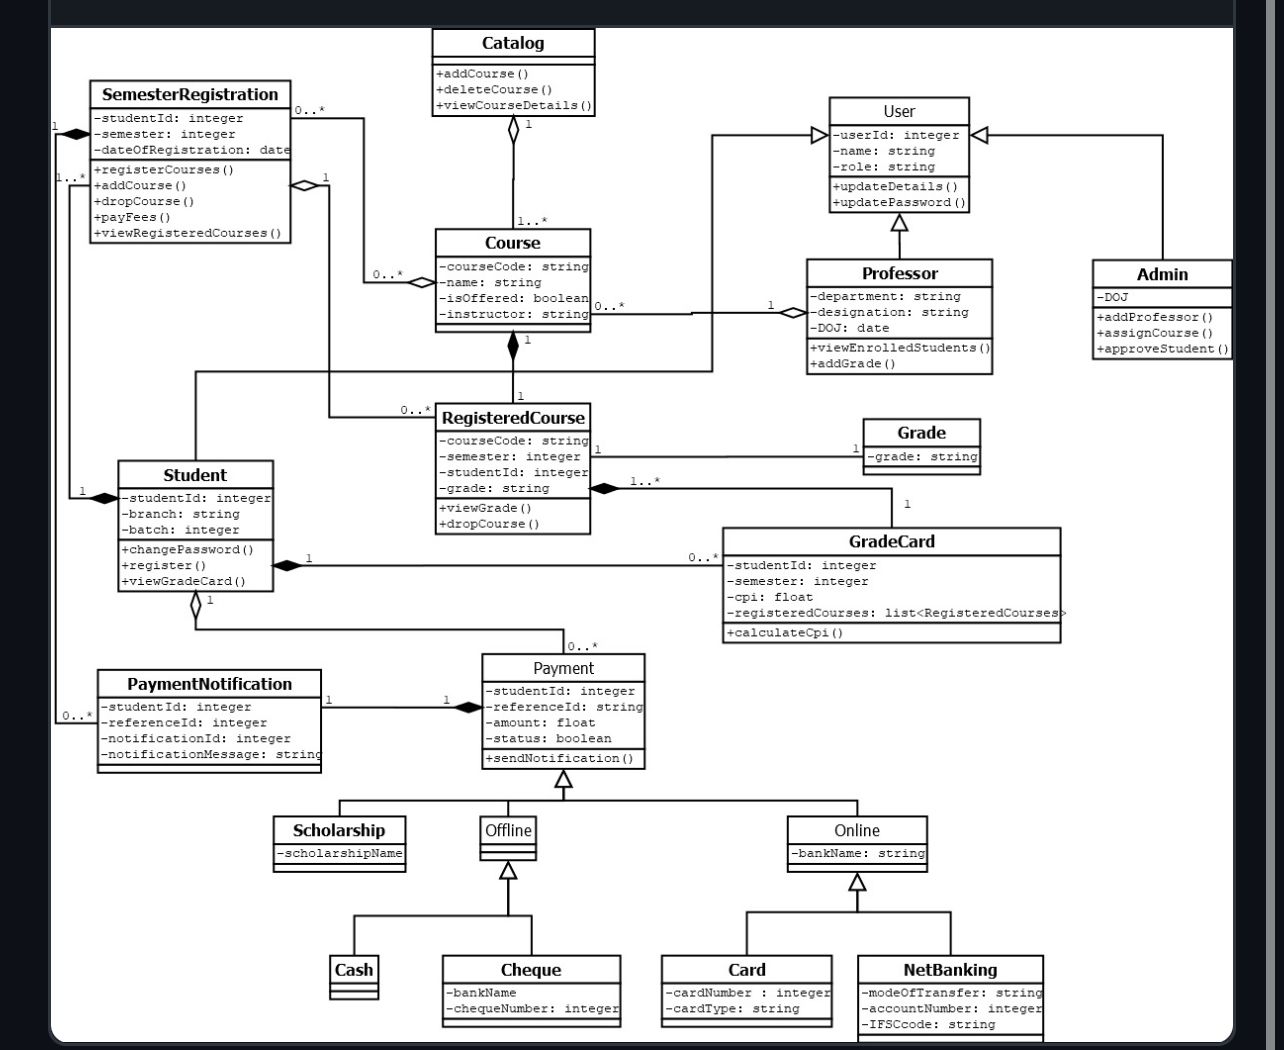 Catalog
+addCourse()
+deleteCourse()
+viewCourseDetails()
1
SemesterRegistration
-studentId: integer
-semester: integer
-dateOfRegistration: date
+registerCourses()
+addCourse()
+dropCourse()
+payFees()
+viewRegisteredCourses()
0..*
1
1..*
1
User
-userId: integer
-name: string
-role: string
+updateDetails()
+updatePassword()
1..*
Course
-courseCode: string
-name: string
-isOffered: boolean
-instructor: string
0..*
0..*
1
1
Professor
-department: string
-designation: string
-DOJ: date
+viewEnrolledStudents()
+addGrade()
Admin
-DOJ
+addProfessor()
+assignCourse()
+approveStudent()
1
0..*
RegisteredCourse
-courseCode: string
-semester: integer
-studentId: integer
-grade: string
+viewGrade()
+dropCourse()
1
1
1..*
1
Grade
-grade: string
Student
-studentId: integer
-branch: string
-batch: integer
+changePassword()
+register()
+viewGradeCard()
1
1
0..*
1
GradeCard
-studentId: integer
-semester: integer
-cpi: float
-registeredCourses: list<RegisteredCourses>
+calculateCpi()
0..*
Payment
-studentId: integer
-referenceId: string
-amount: float
-status: boolean
+sendNotification()
PaymentNotification
-studentId: integer
-referenceId: integer
-notificationId: integer
-notificationMessage: string
0..*
1
1
Scholarship
-scholarshipName
Offline
Online
-bankName: string
Cash
Cheque
-bankName
-chequeNumber: integer
Card
-cardNumber : integer
-cardType: string
NetBanking
-modeOfTransfer: string
-accountNumber: integer
-IFSCcode: string